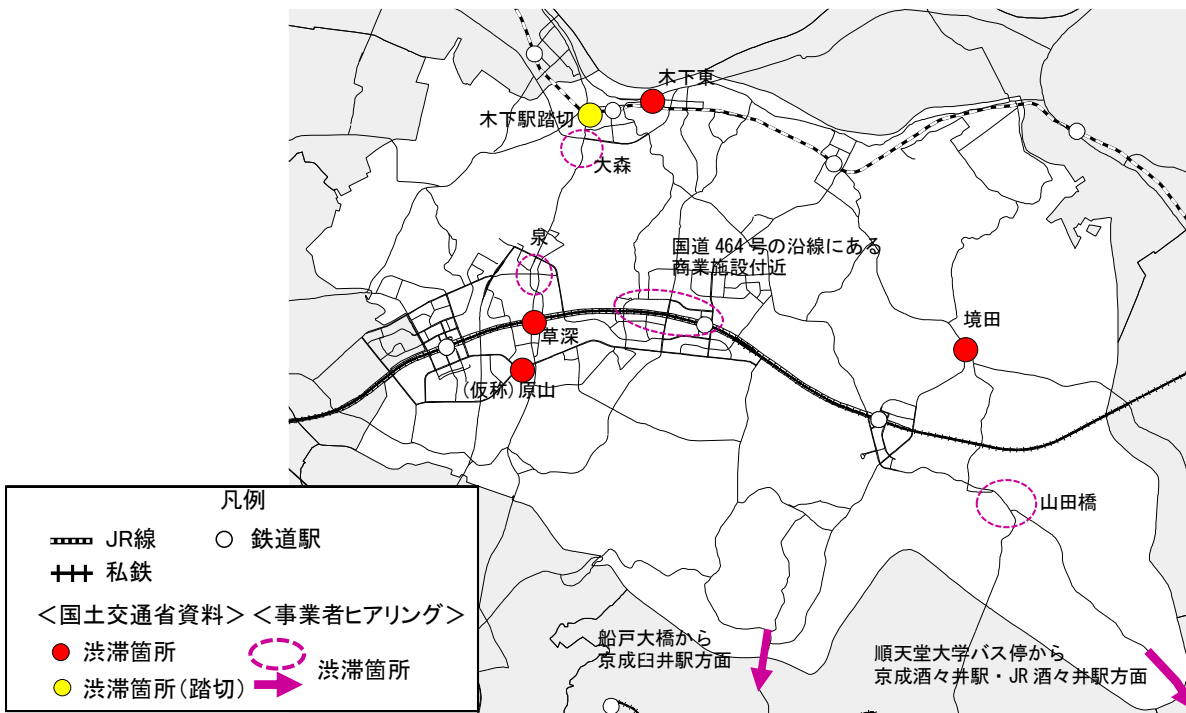 木下東
木下駅踏切
大森
泉
国道 464 号の沿線にある
商業施設付近
境田
草深
(仮称)原山
山田橋
船戸大橋から
京成臼井駅方面
順天堂大学バス停から
京成酒々井駅・JR 酒々井駅方面
凡例
JR線
鉄道駅
私鉄
<国土交通省資料> <事業者ヒアリング>
渋滞箇所
渋滞箇所
渋滞箇所(踏切)